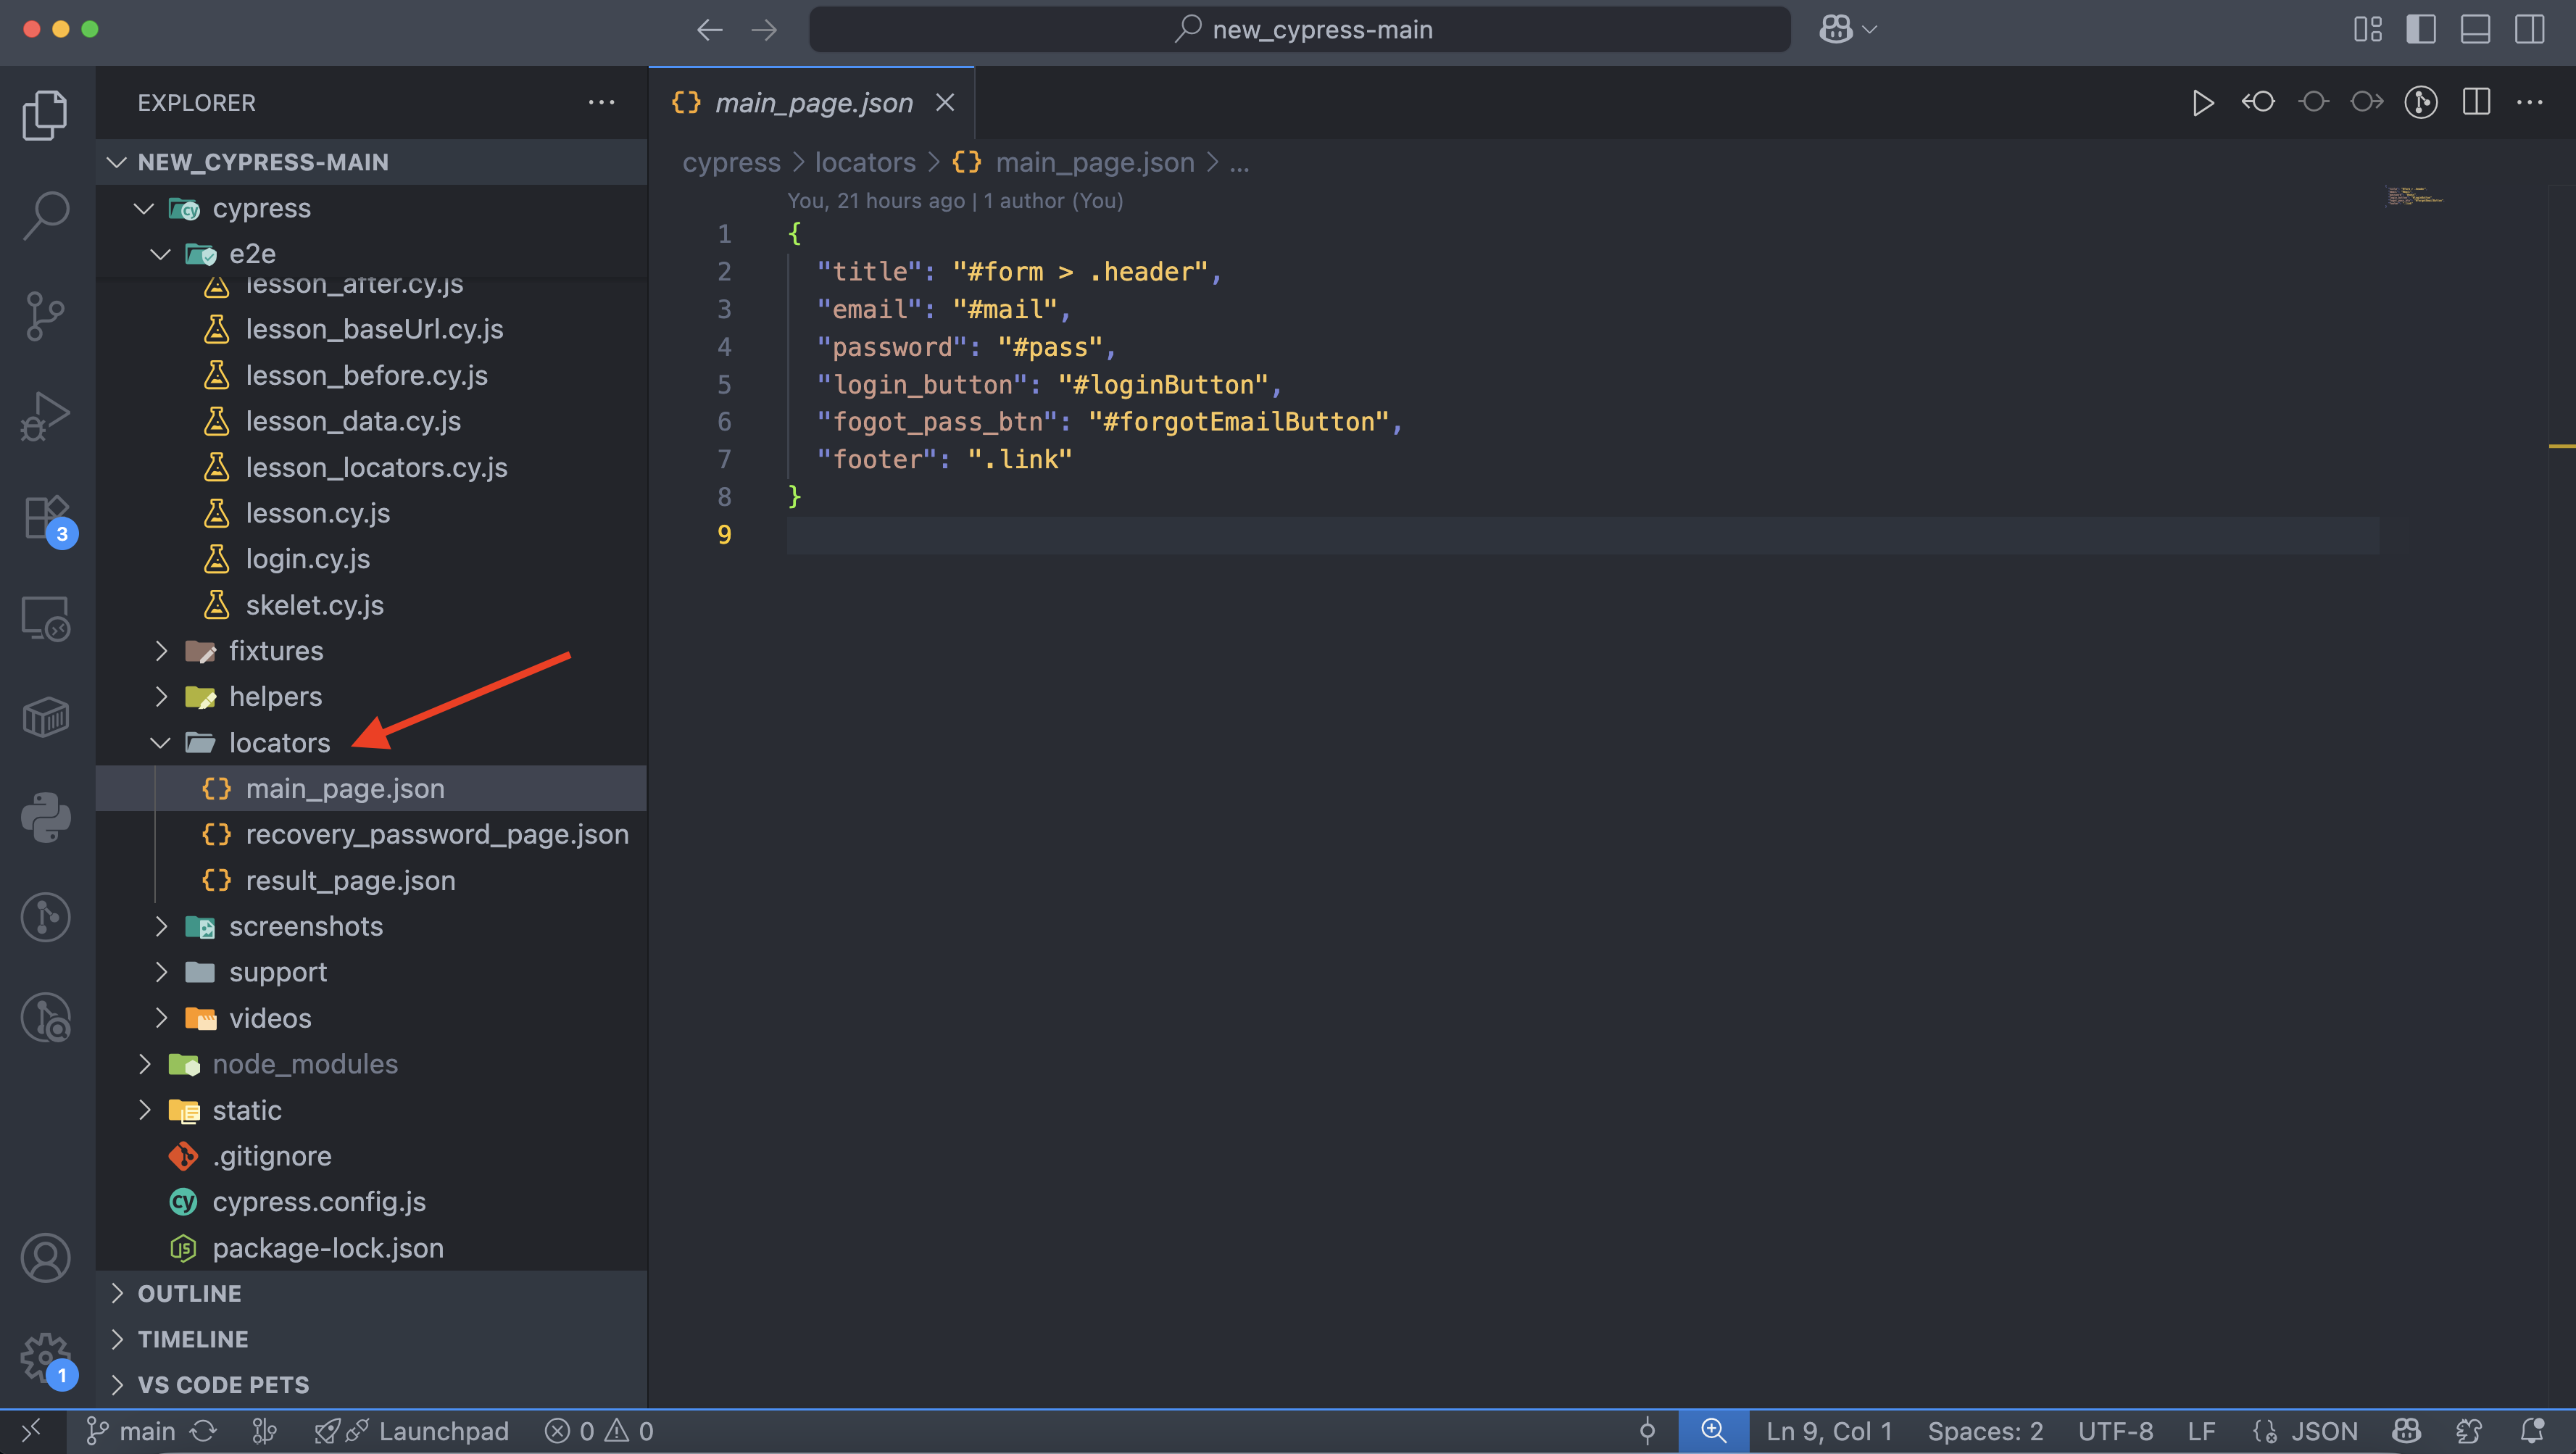 new_cypress-main
EXPLORER
NEW_CYPRESS-MAIN
cypress
e2e
lesson_after.cy.js
lesson_baseUrl.cy.js
lesson_before.cy.js
lesson_data.cy.js
lesson_locators.cy.js
lesson.cy.js
login.cy.js
skelet.cy.js
fixtures
helpers
locators
main_page.json
recovery_password_page.json
result_page.json
screenshots
support
videos
node_modules
static
.gitignore
cypress.config.js
package-lock.json
OUTLINE
TIMELINE
VS CODE PETS
3
1
main_page.json
cypress > locators > {} main_page.json > ...
You, 21 hours ago | 1 author (You)
1 {
2 "title": "#form > .header",
3 "email": "#mail",
4 "password": "#pass",
5 "login_button": "#loginButton",
6 "fogot_pass_btn": "#forgotEmailButton",
7 "footer": ".link"
8 }
9
main Launchpad 0 0 Ln 9, Col 1 Spaces: 2 UTF-8 LF JSON